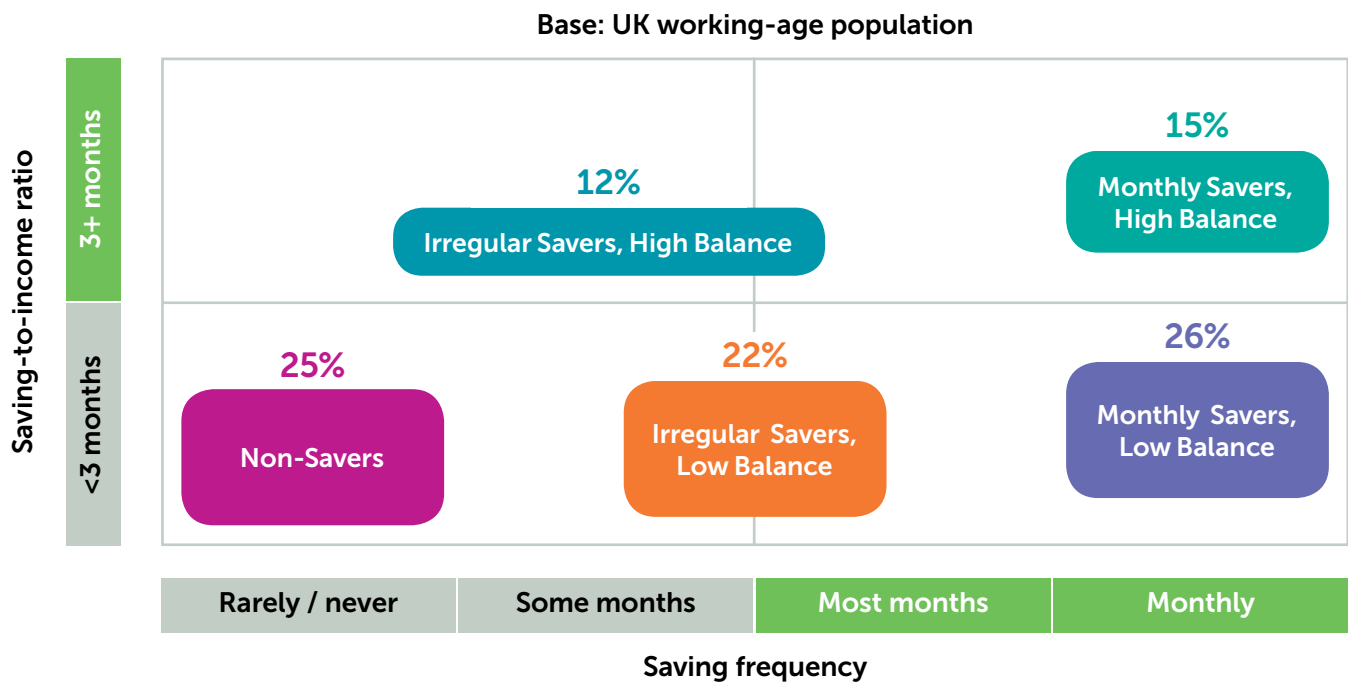 Base: UK working-age population
Saving-to-income ratio
3+ months
<3 months
15%
Monthly Savers,
High Balance
12%
Irregular Savers, High Balance
25%
Non-Savers
22%
Irregular Savers,
Low Balance
26%
Monthly Savers,
Low Balance
Rarely / never
Some months
Most months
Monthly
Saving frequency